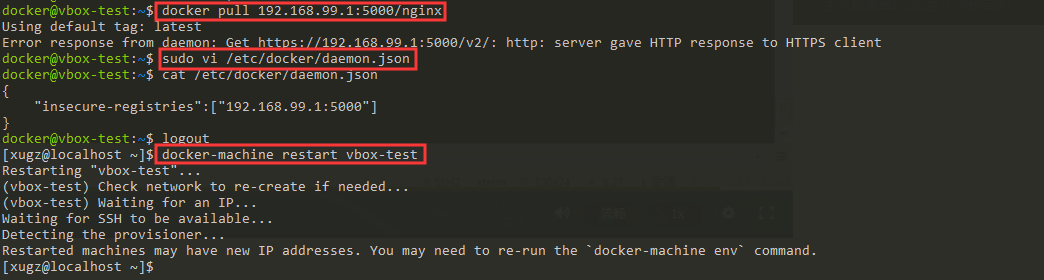 docker@vbox-test:~$ docker pull 192.168.99.1:5000/nginx
Using default tag: latest
Error response from daemon: Get https://192.168.99.1:5000/v2/: http: server gave HTTP response to HTTPS client
docker@vbox-test:~$ sudo vi /etc/docker/daemon.json
docker@vbox-test:~$ cat /etc/docker/daemon.json
{
    "insecure-registries":["192.168.99.1:5000"]
}
docker@vbox-test:~$ logout
[xugz@localhost ~]$ docker-machine restart vbox-test
Restarting "vbox-test"...
(vbox-test) Check network to re-create if needed...
(vbox-test) Waiting for an IP...
Waiting for SSH to be available...
Detecting the provisioner...
Restarted machines may have new IP addresses. You may need to re-run the `docker-machine env` command.
[xugz@localhost ~]$